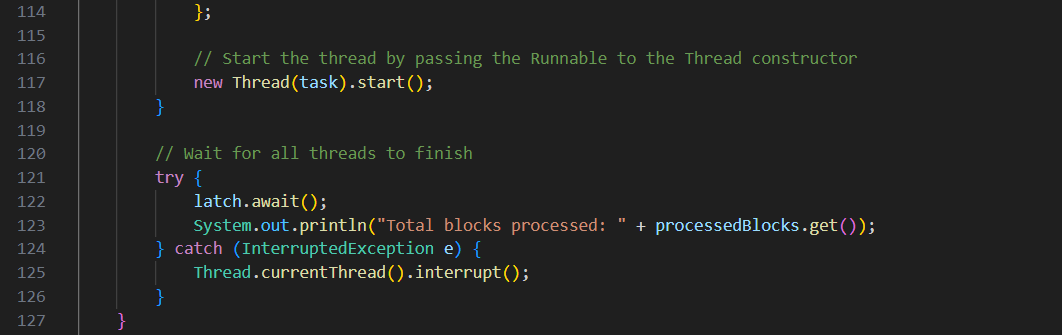 114 };
115
116 // Start the thread by passing the Runnable to the Thread constructor
117 new Thread(task).start();
118 }
119
120 // Wait for all threads to finish
121 try {
122 latch.await();
123 System.out.println("Total blocks processed: " + processedBlocks.get());
124 } catch (InterruptedException e) {
125 Thread.currentThread().interrupt();
126 }
127 }